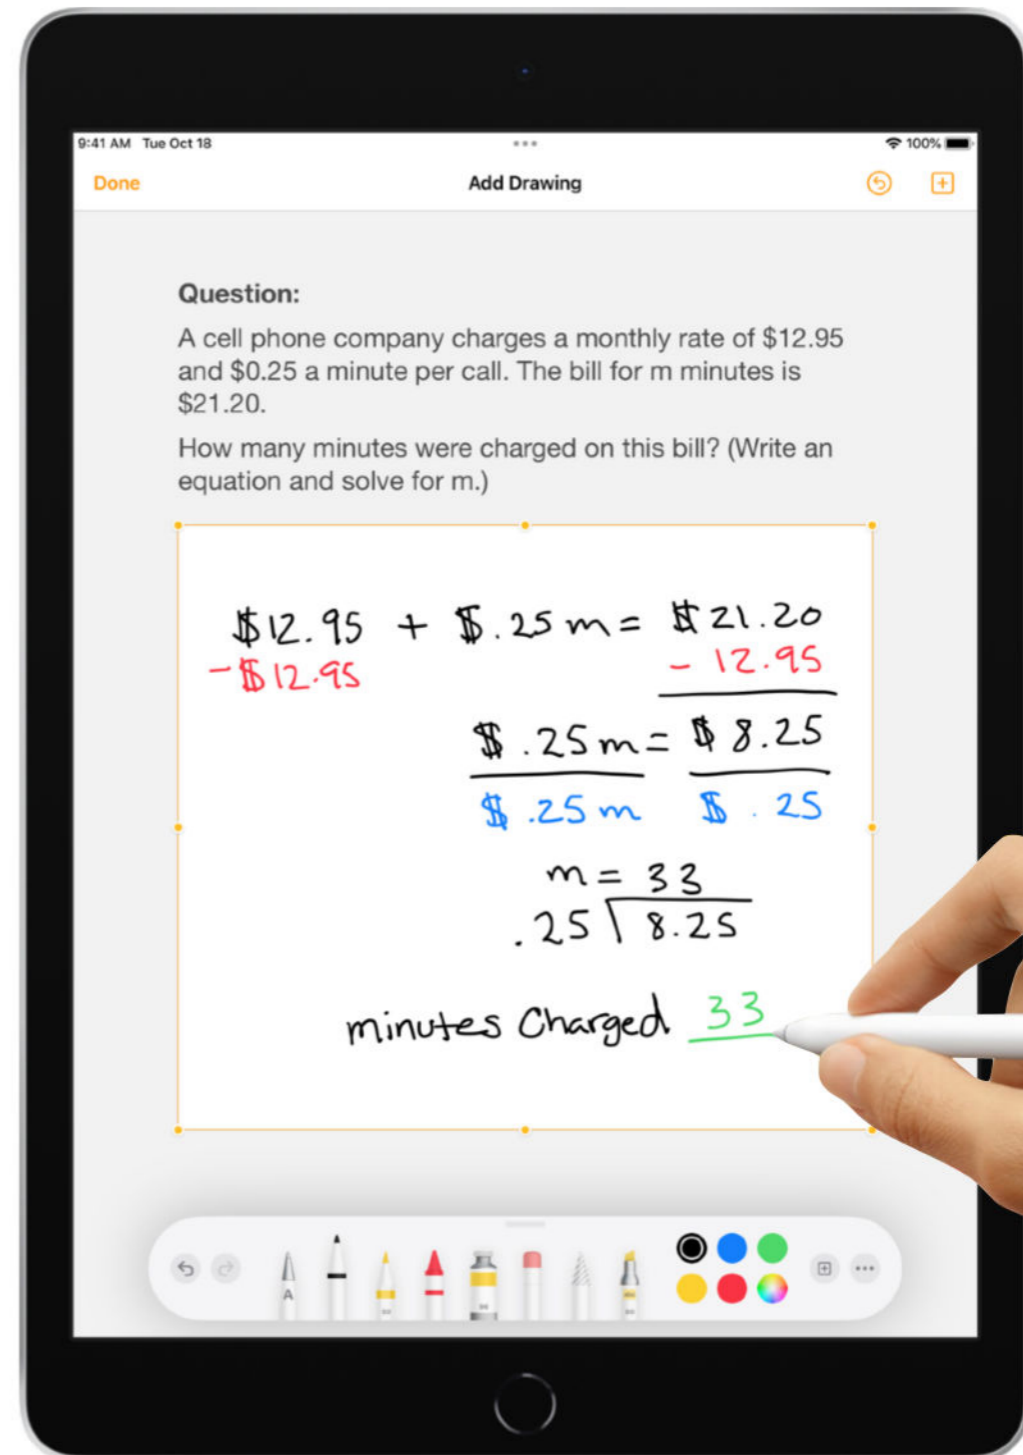 9:41 AM Tue Oct 18
100%
Done
Add Drawing
Question:
A cell phone company charges a monthly rate of $12.95
and $0.25 a minute per call. The bill for m minutes is
$21.20.
How many minutes were charged on this bill? (Write an
equation and solve for m.)
$12.95 + $.25m = $21.20
-$12.95 - 12.95
$.25m = $8.25
$.25m $.25
m = 33
.25 8.25
minutes Charged 33
A